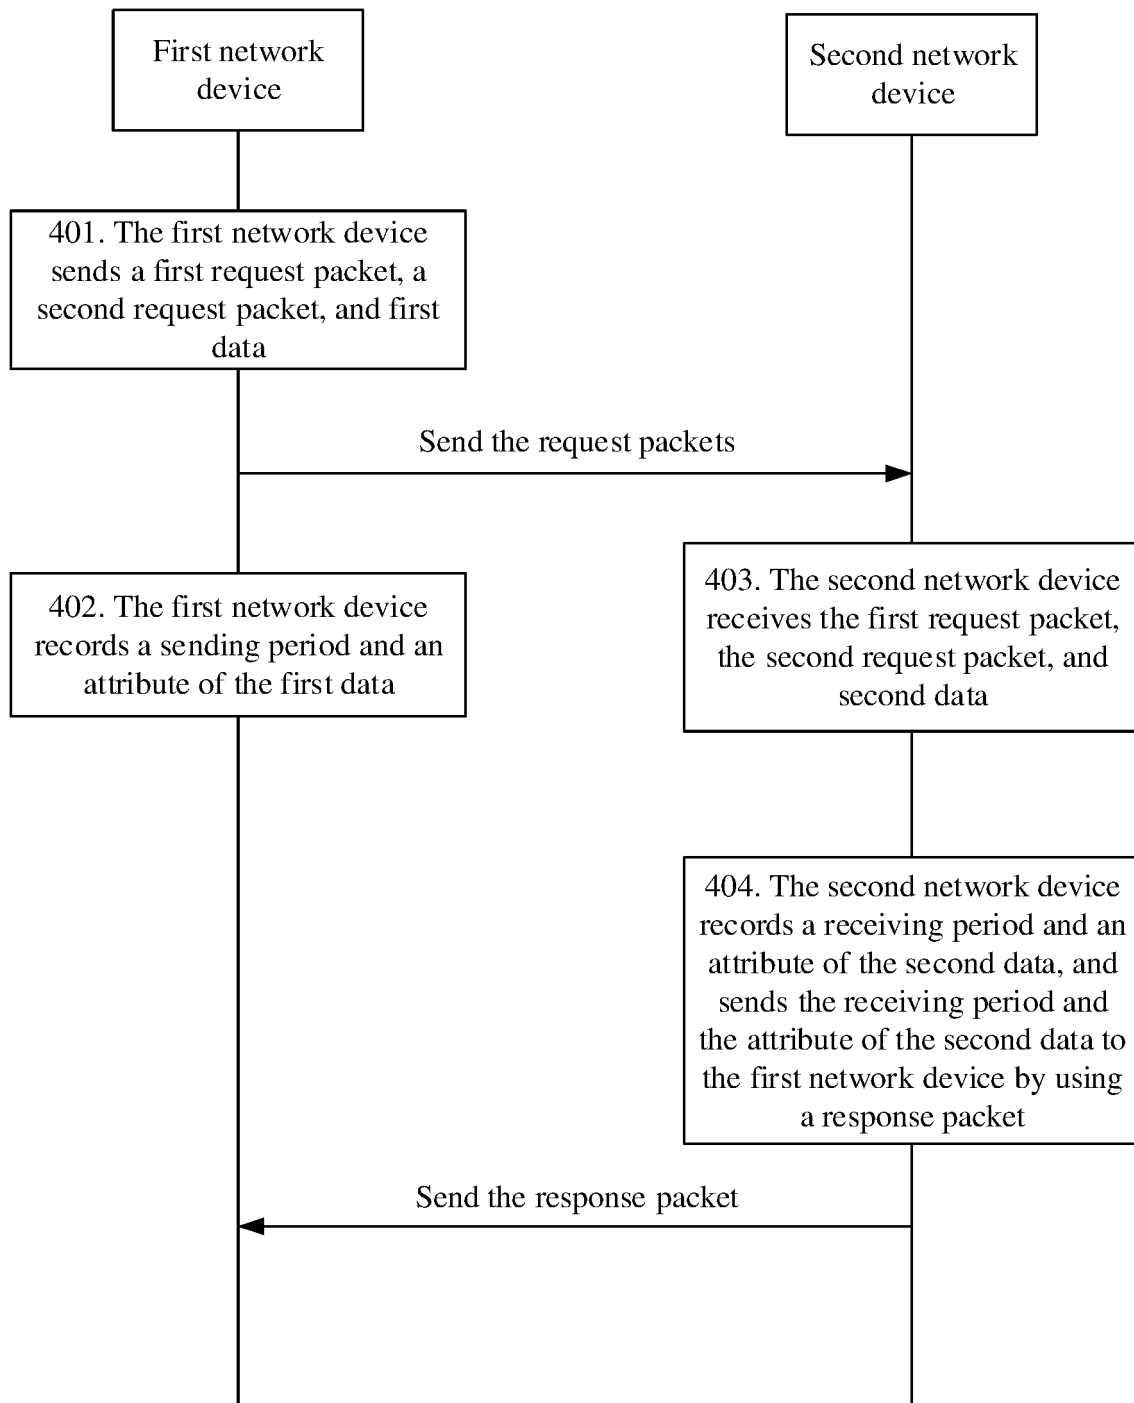 First network
device
Second network
device
401. The first network device
sends a first request packet, a
second request packet, and first
data
Send the request packets
402. The first network device
records a sending period and an
attribute of the first data
403. The second network device
receives the first request packet,
the second request packet, and
second data
404. The second network device
records a receiving period and an
attribute of the second data, and
sends the receiving period and
the attribute of the second data to
the first network device by using
a response packet
Send the response packet